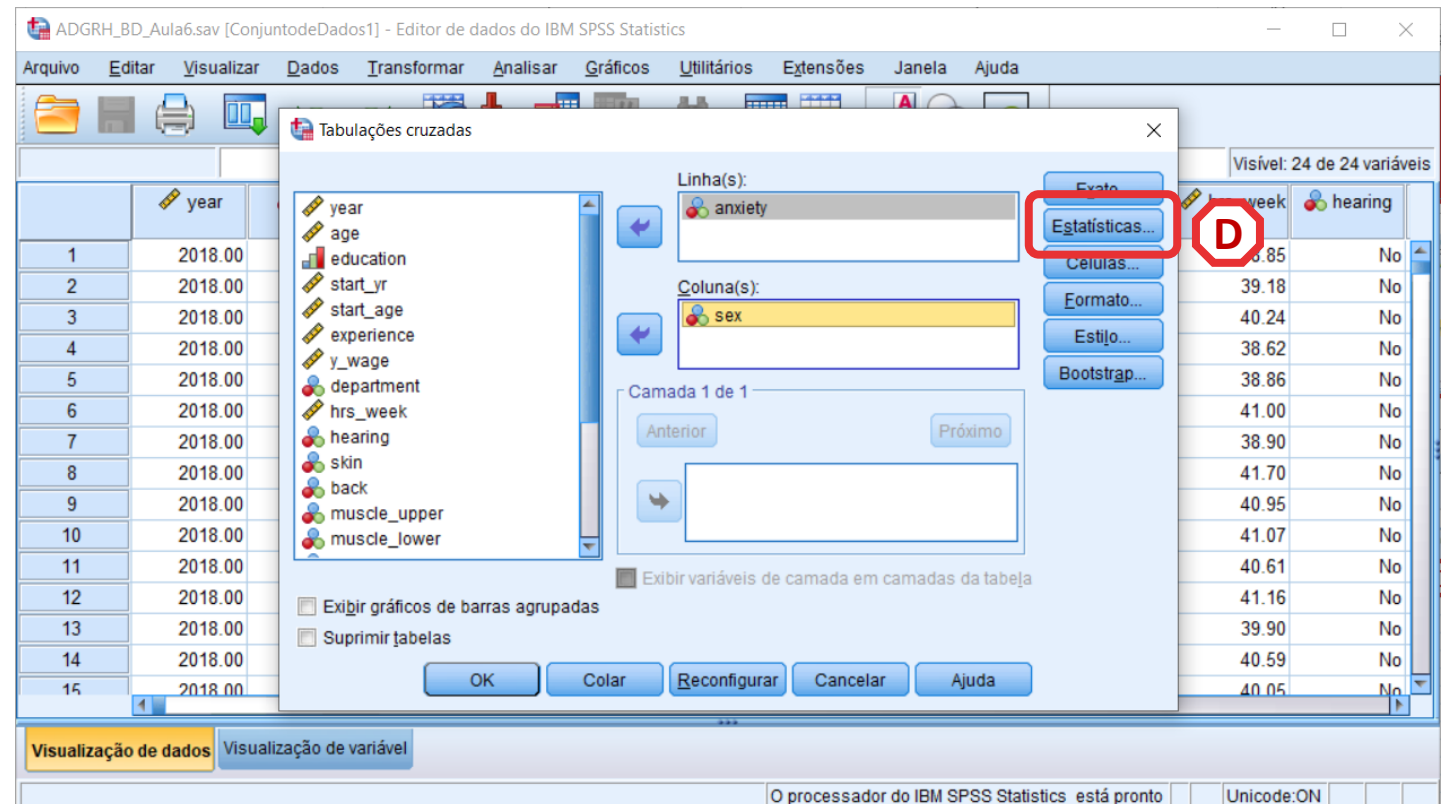 ADGRH_BD_Aula6.sav [ConjuntodeDados1] - Editor de dados do IBM SPSS Statistics
Arquivo Editar Visualizar Dados Transformar Analisar Gráficos Utilitários Extensões Janela Ajuda
Tabulações cruzadas
Visível: 24 de 24 variáveis
year
hearing
1 2018.00 No
2 2018.00 39.18 No
3 2018.00 40.24 No
4 2018.00 38.62 No
5 2018.00 38.86 No
6 2018.00 41.00 No
7 2018.00 38.90 No
8 2018.00 41.70 No
9 2018.00 40.95 No
10 2018.00 41.07 No
11 2018.00 40.61 No
12 2018.00 41.16 No
13 2018.00 39.90 No
14 2018.00 40.59 No
15 2018.00 40.05 No
year
age
education
start_yr
start_age
experience
y_wage
department
hrs_week
hearing
skin
back
muscle_upper
muscle_lower
Linha(s):
anxiety
Coluna(s):
sex
Camada 1 de 1
Anterior Próximo
Exibir variáveis de camada em camadas da tabela
Exato...
Estatísticas...
D
Células...
Formato...
Estilo...
Bootstrap...
Exibir gráficos de barras agrupadas
Suprimir tabelas
OK Colar Reconfigurar Cancelar Ajuda
Visualização de dados Visualização de variável
O processador do IBM SPSS Statistics está pronto Unicode:ON